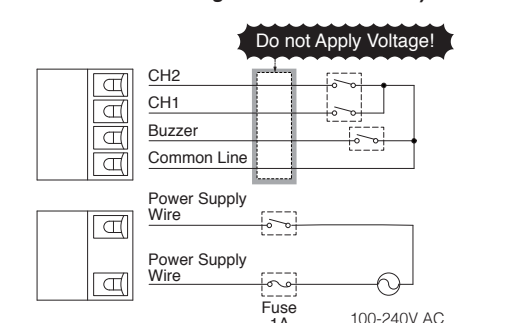 Do not Apply Voltage!
CH2
CH1
Buzzer
Common Line
Power Supply
Wire
Power Supply
Wire
Fuse
1A
100-240V AC